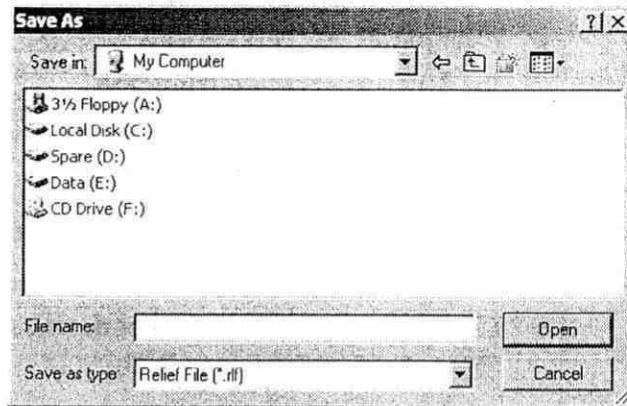 Save As ? ×
Save in: My Computer
3½ Floppy (A:)
Local Disk (C:)
Spare (D:)
Data (E:)
CD Drive (F:)
File name: Open
Save as type: Relief File (*.rlf) Cancel